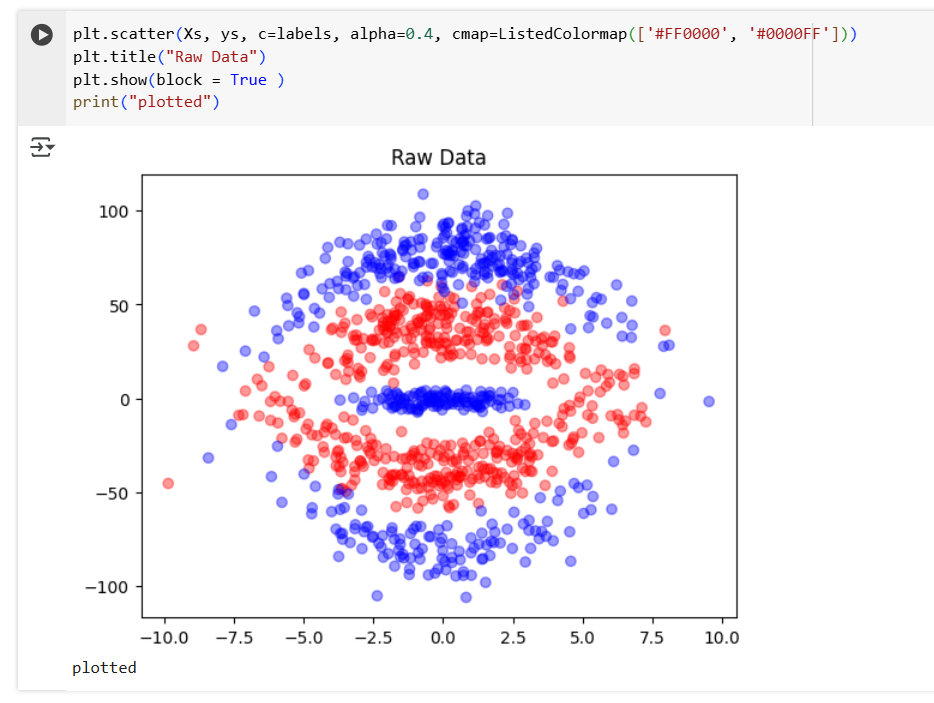 plt.scatter(Xs, ys, c=labels, alpha=0.4, cmap=ListedColormap(['#FF0000', '#0000FF']))
plt.title("Raw Data")
plt.show(block = True )
print("plotted")
Raw Data
100
50
0
−50
−100
−10.0 −7.5 −5.0 −2.5 0.0 2.5 5.0 7.5 10.0
plotted